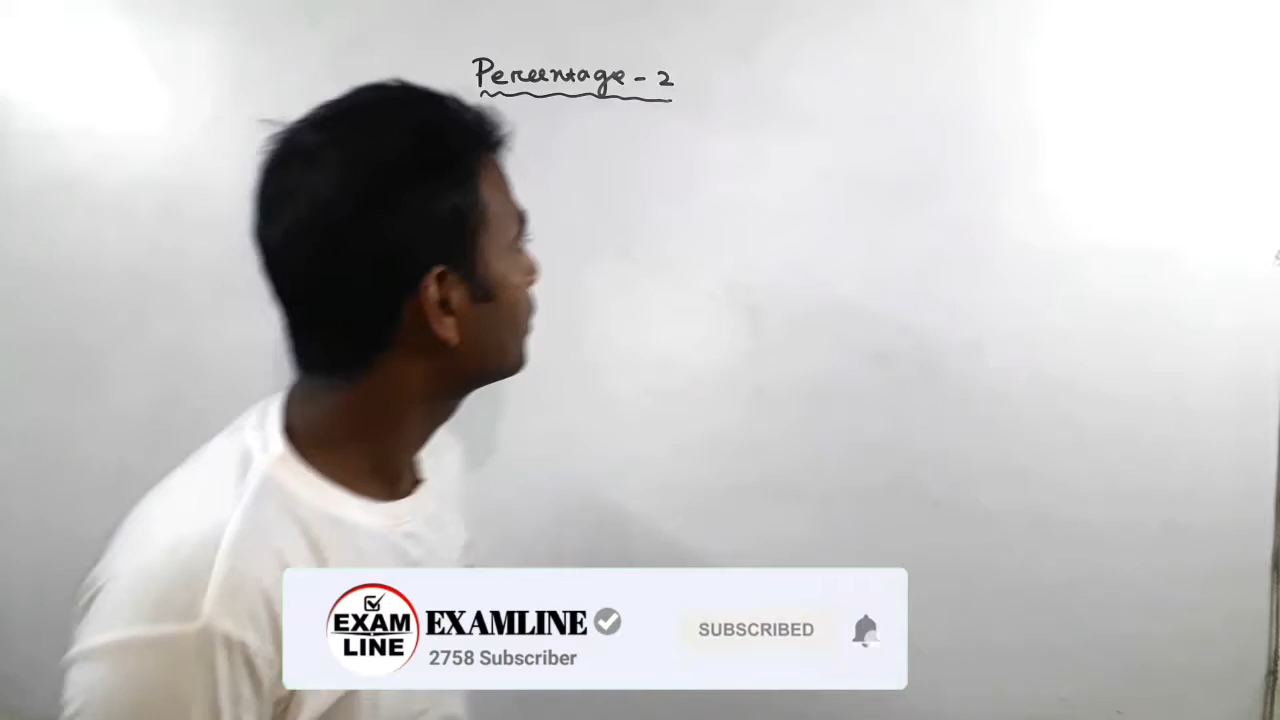 Percentage - 2
EXAM
LINE
EXAMLINE
2758 Subscriber
SUBSCRIBED